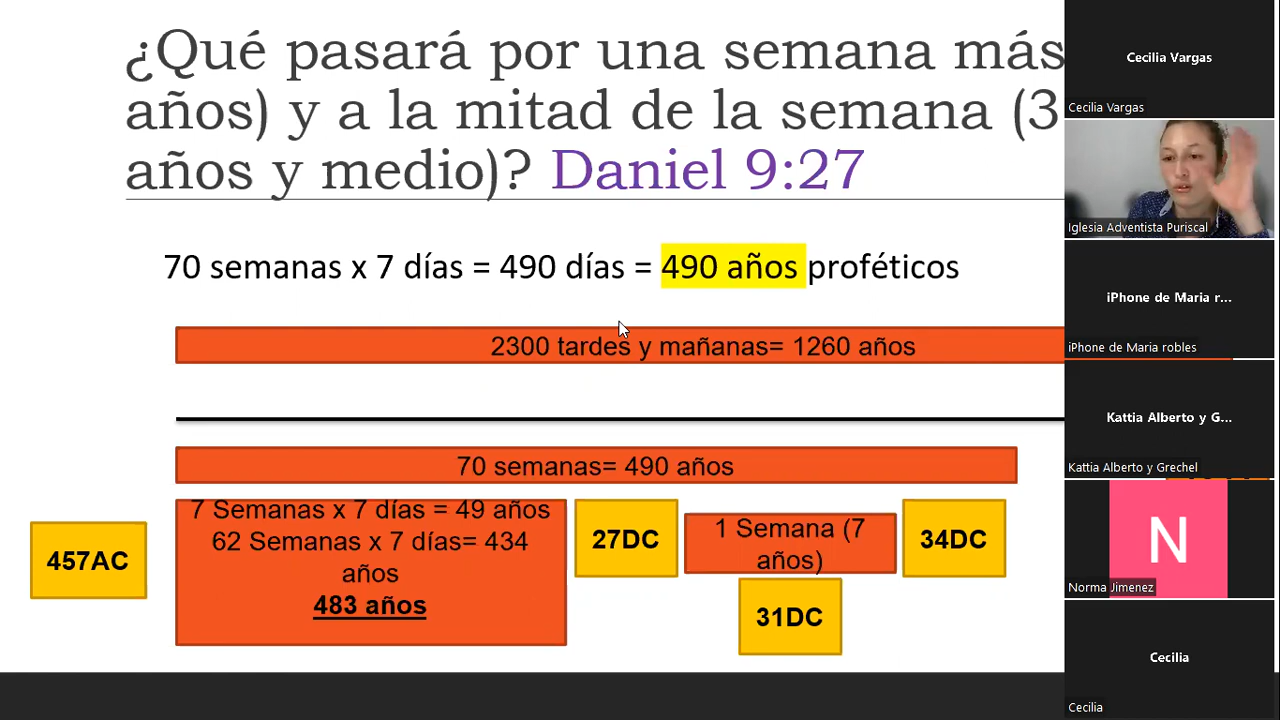 ¿Qué pasará por una semana más
años) y a la mitad de la semana (3
años y medio)? Daniel 9:27
70 semanas x 7 días = 490 días = 490 años proféticos
2300 tardes y mañanas= 1260 años
70 semanas= 490 años
457AC
7 Semanas x 7 días = 49 años
62 Semanas x 7 días= 434
años
483 años
27DC
1 Semana (7
años)
34DC
31DC
Cecilia Vargas
Cecilia Vargas
Iglesia Adventista Puriscal
iPhone de Maria r...
iPhone de Maria robles
Kattia Alberto y G...
Kattia Alberto y Grechel
N
Norma Jimenez
Cecilia
Cecilia